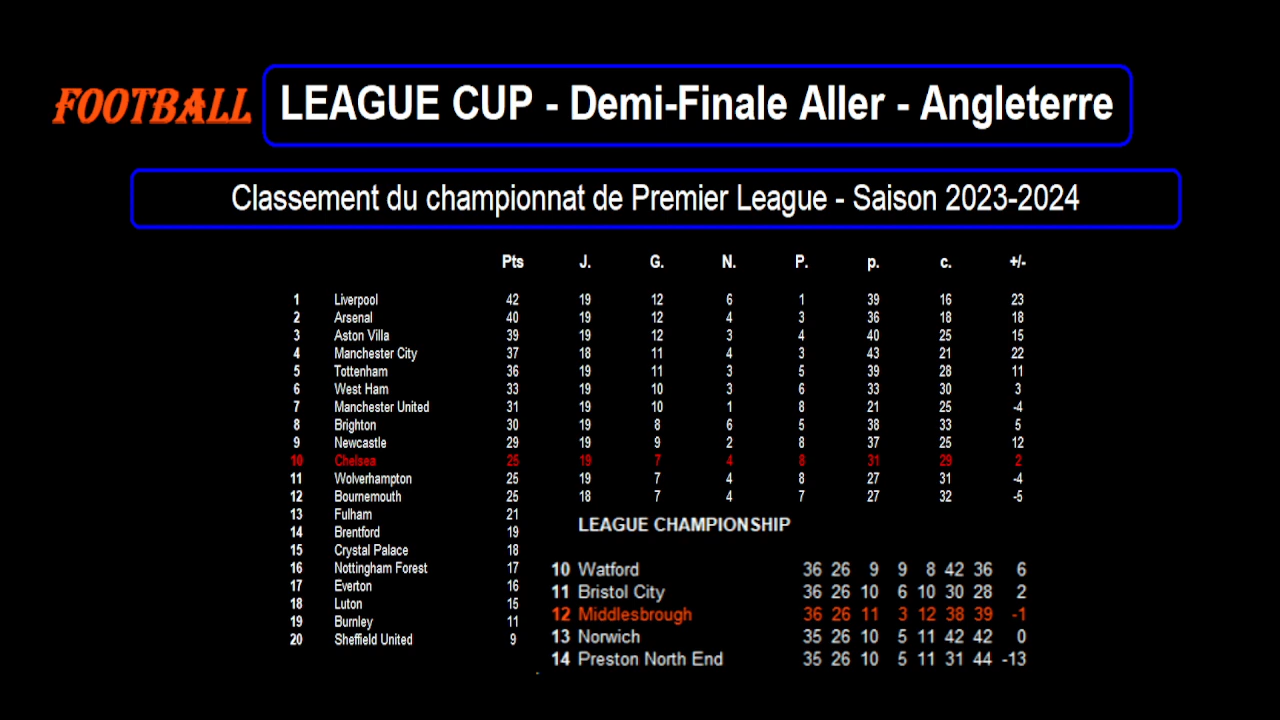 FOOTBALL
LEAGUE CUP - Demi-Finale Aller - Angleterre
Classement du championnat de Premier League - Saison 2023-2024
Pts J. G. N. P. p. c. +/-
1 Liverpool 42 19 12 6 1 39 16 23
2 Arsenal 40 19 12 4 3 36 18 18
3 Aston Villa 39 19 12 3 4 40 25 15
4 Manchester City 37 18 11 4 3 43 21 22
5 Tottenham 36 19 11 3 5 39 28 11
6 West Ham 33 19 10 3 6 33 30 3
7 Manchester United 31 19 10 1 8 21 25 -4
8 Brighton 30 19 8 6 5 38 33 5
9 Newcastle 29 19 9 2 8 37 25 12
10 Chelsea 25 19 7 4 8 31 29 2
11 Wolverhampton 25 19 7 4 8 27 31 -4
12 Bournemouth 25 18 7 4 7 27 32 -5
13 Fulham 21
14 Brentford 19
15 Crystal Palace 18
16 Nottingham Forest 17
17 Everton 16
18 Luton 15
19 Burnley 11
20 Sheffield United 9
LEAGUE CHAMPIONSHIP
10 Watford 36 26 9 9 8 42 36 6
11 Bristol City 36 26 10 6 10 30 28 2
12 Middlesbrough 36 26 11 3 12 38 39 -1
13 Norwich 35 26 10 5 11 42 42 0
14 Preston North End 35 26 10 5 11 31 44 -13